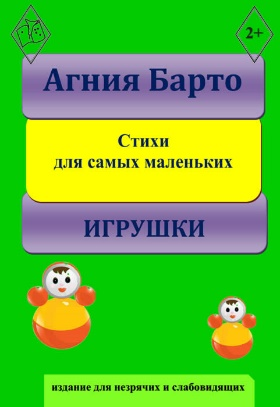 2+
Агния Барто
Стихи
для самых маленьких
ИГРУШКИ
издание для незрячих и слабовидящих